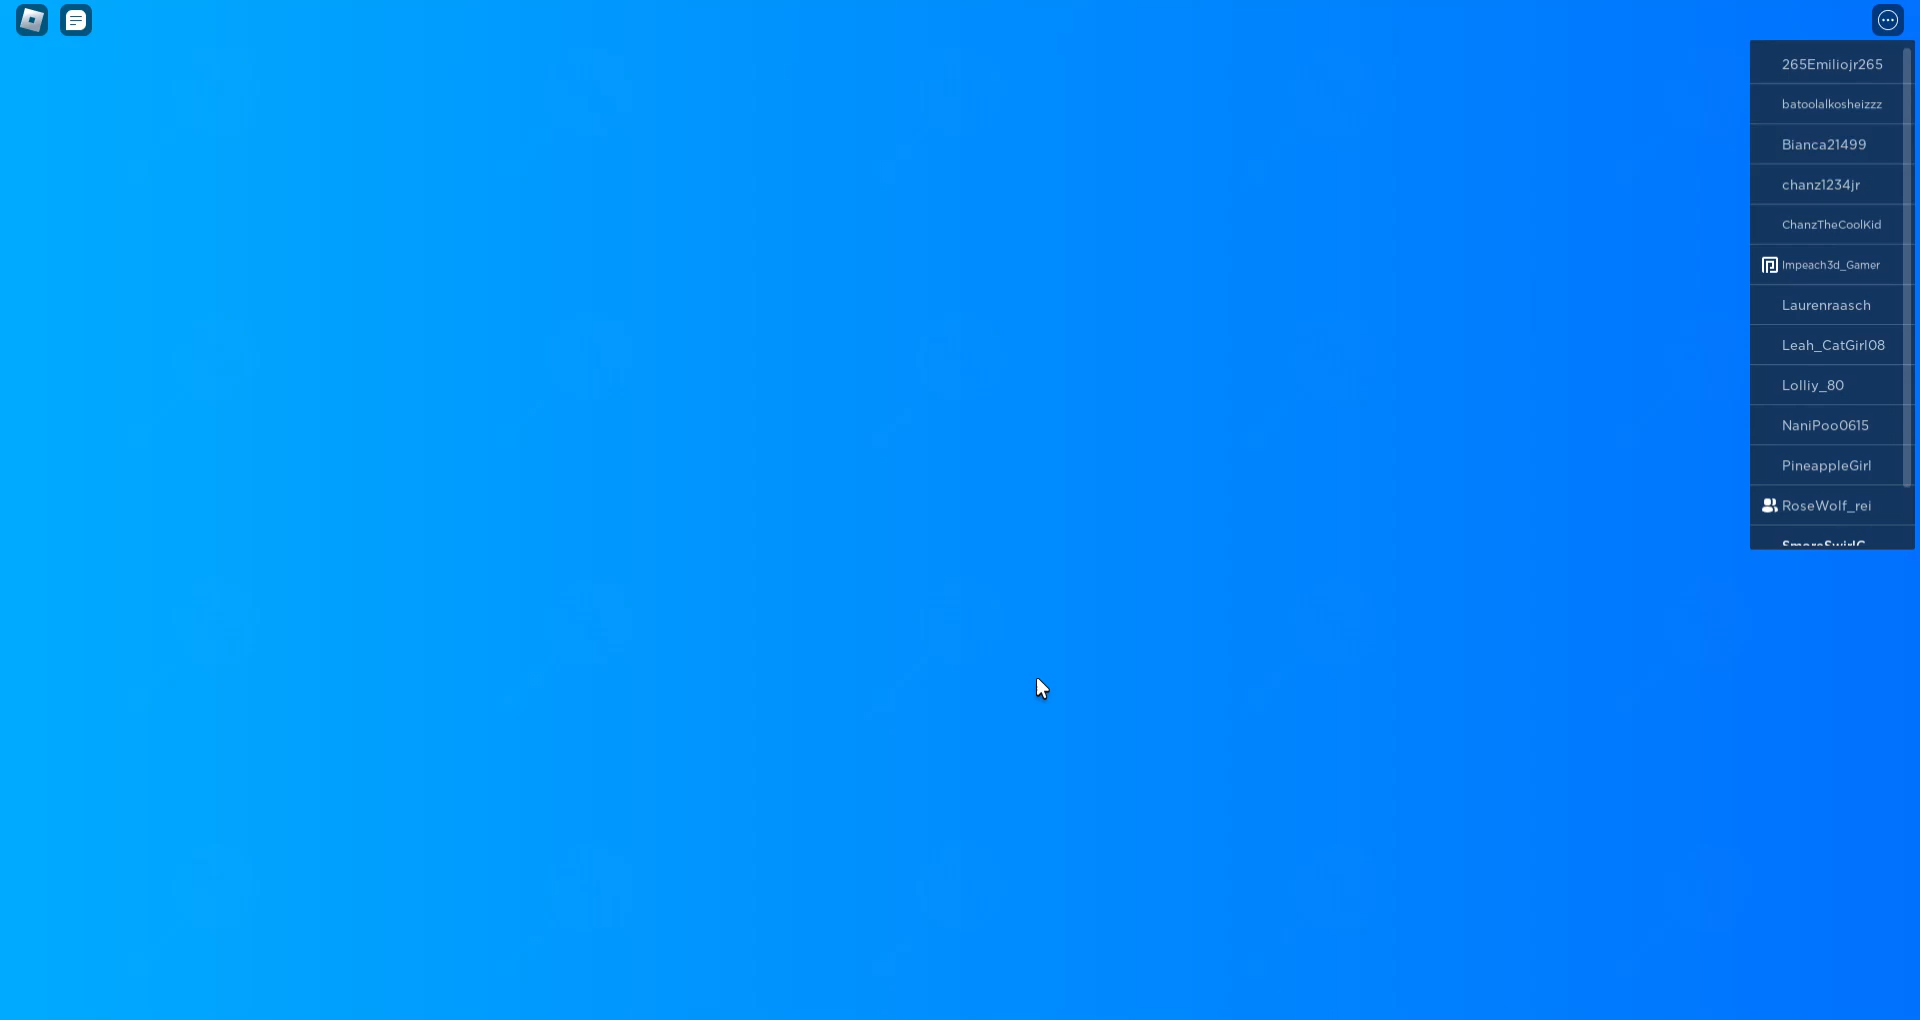 265Emiliojr265
batoolalkosheizzz
Bianca21499
chanz1234jr
ChanzTheCoolKid
Impeach3d_Gamer
Laurenraasch
Leah_CatGirl08
Lolliy_80
NaniPoo0615
PineappleGirl
RoseWolf_rei